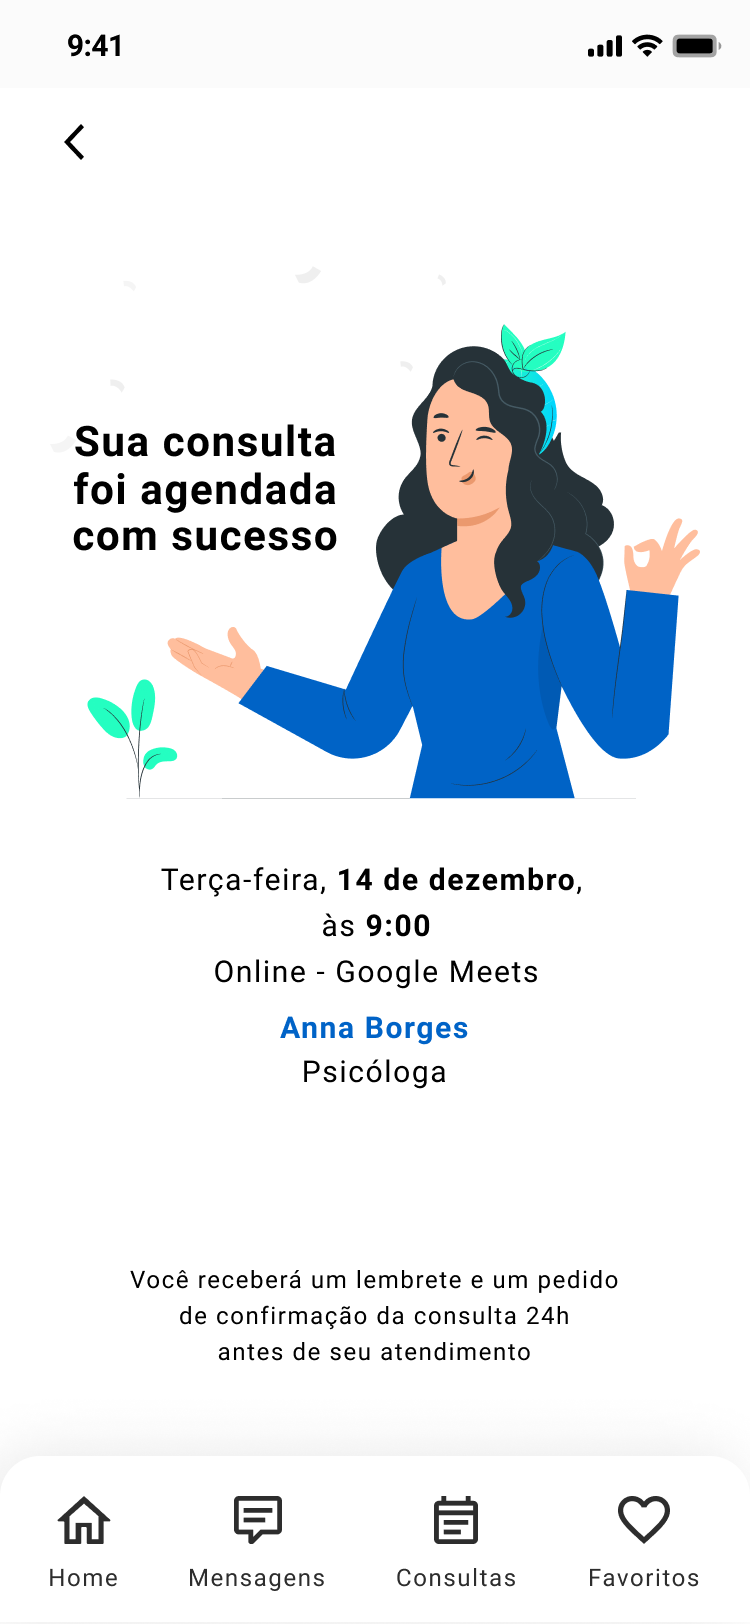 9:41
Sua consulta
foi agendada
com sucesso
Terça-feira, 14 de dezembro,
às 9:00
Online - Google Meets
Anna Borges
Psicóloga
Você receberá um lembrete e um pedido
de confirmação da consulta 24h
antes de seu atendimento
Home Mensagens Consultas Favoritos